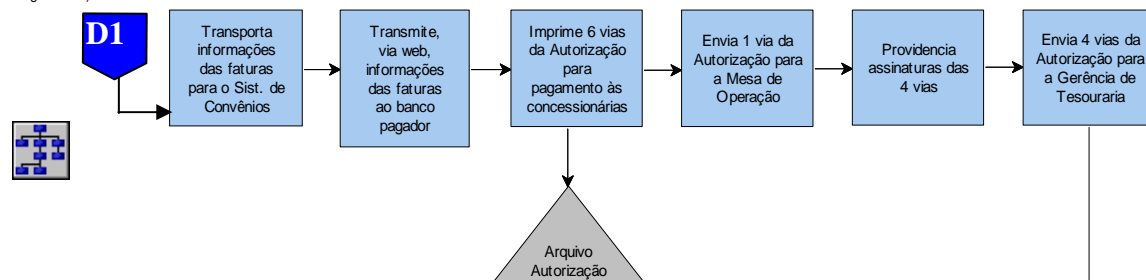 D1
Transporta
informações
das faturas
para o Sist. de
Convênios
Transmite,
via web,
informações
das faturas
ao banco
pagador
Imprime 6 vias
da Autorização
para
pagamento às
concessionárias
Envia 1 via da
Autorização para
a Mesa de
Operação
Providencia
assinaturas das
4 vias
Envia 4 vias da
Autorização para
a Gerência de
Tesouraria
Arquivo
Autorização